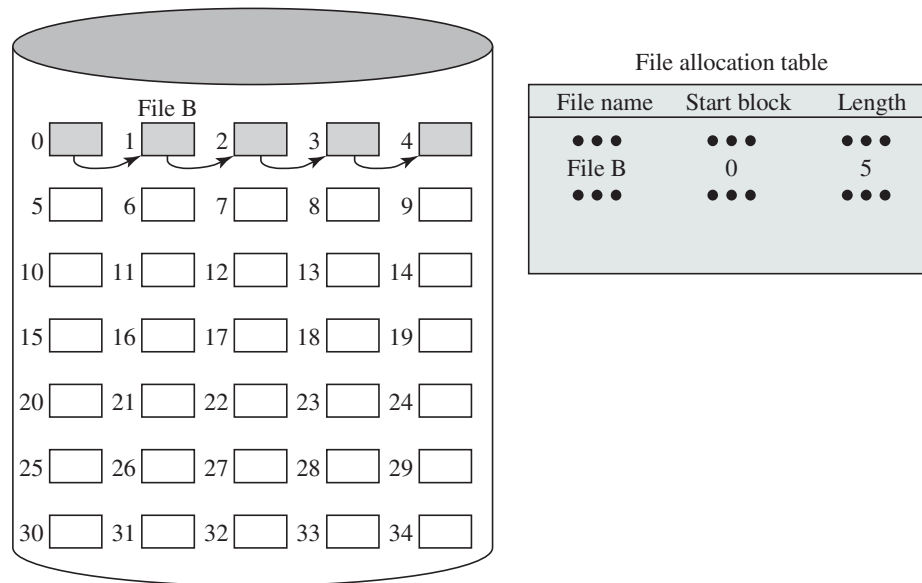 File B
0 1 2 3 4
5 6 7 8 9
10 11 12 13 14
15 16 17 18 19
20 21 22 23 24
25 26 27 28 29
30 31 32 33 34
File allocation table
File name Start block Length
••• ••• •••
File B 0 5
••• ••• •••